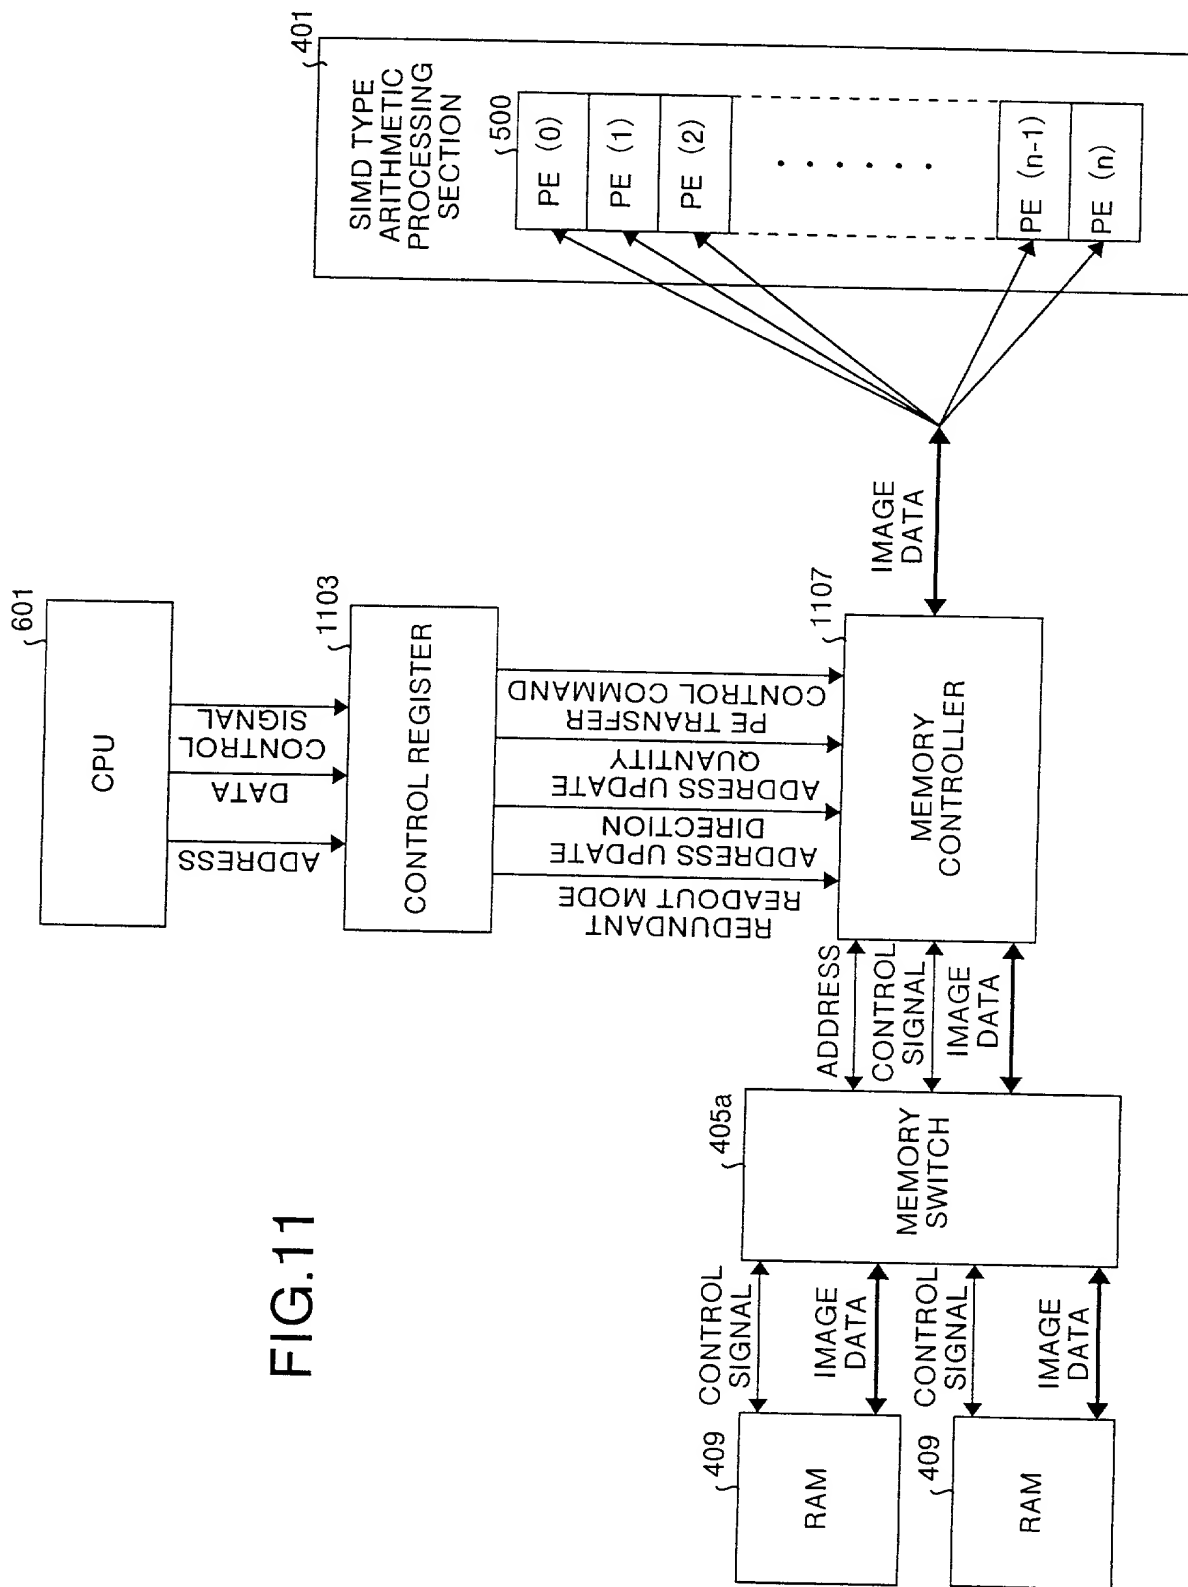 FIG.11
601
CPU
ADDRESS
DATA
CONTROL
SIGNAL
1103
CONTROL REGISTER
REDUNDANT
READOUT MODE
ADDRESS UPDATE
DIRECTION
ADDRESS UPDATE
QUANTITY
PE TRANSFER
CONTROL COMMAND
409
RAM
CONTROL
SIGNAL
IMAGE
DATA
409
RAM
CONTROL
SIGNAL
IMAGE
DATA
405a
MEMORY
SWITCH
ADDRESS
CONTROL
SIGNAL
IMAGE
DATA
1107
MEMORY
CONTROLLER
IMAGE
DATA
401
SIMD TYPE
ARITHMETIC
PROCESSING
SECTION
500
PE (0)
PE (1)
PE (2)
PE (n-1)
PE (n)